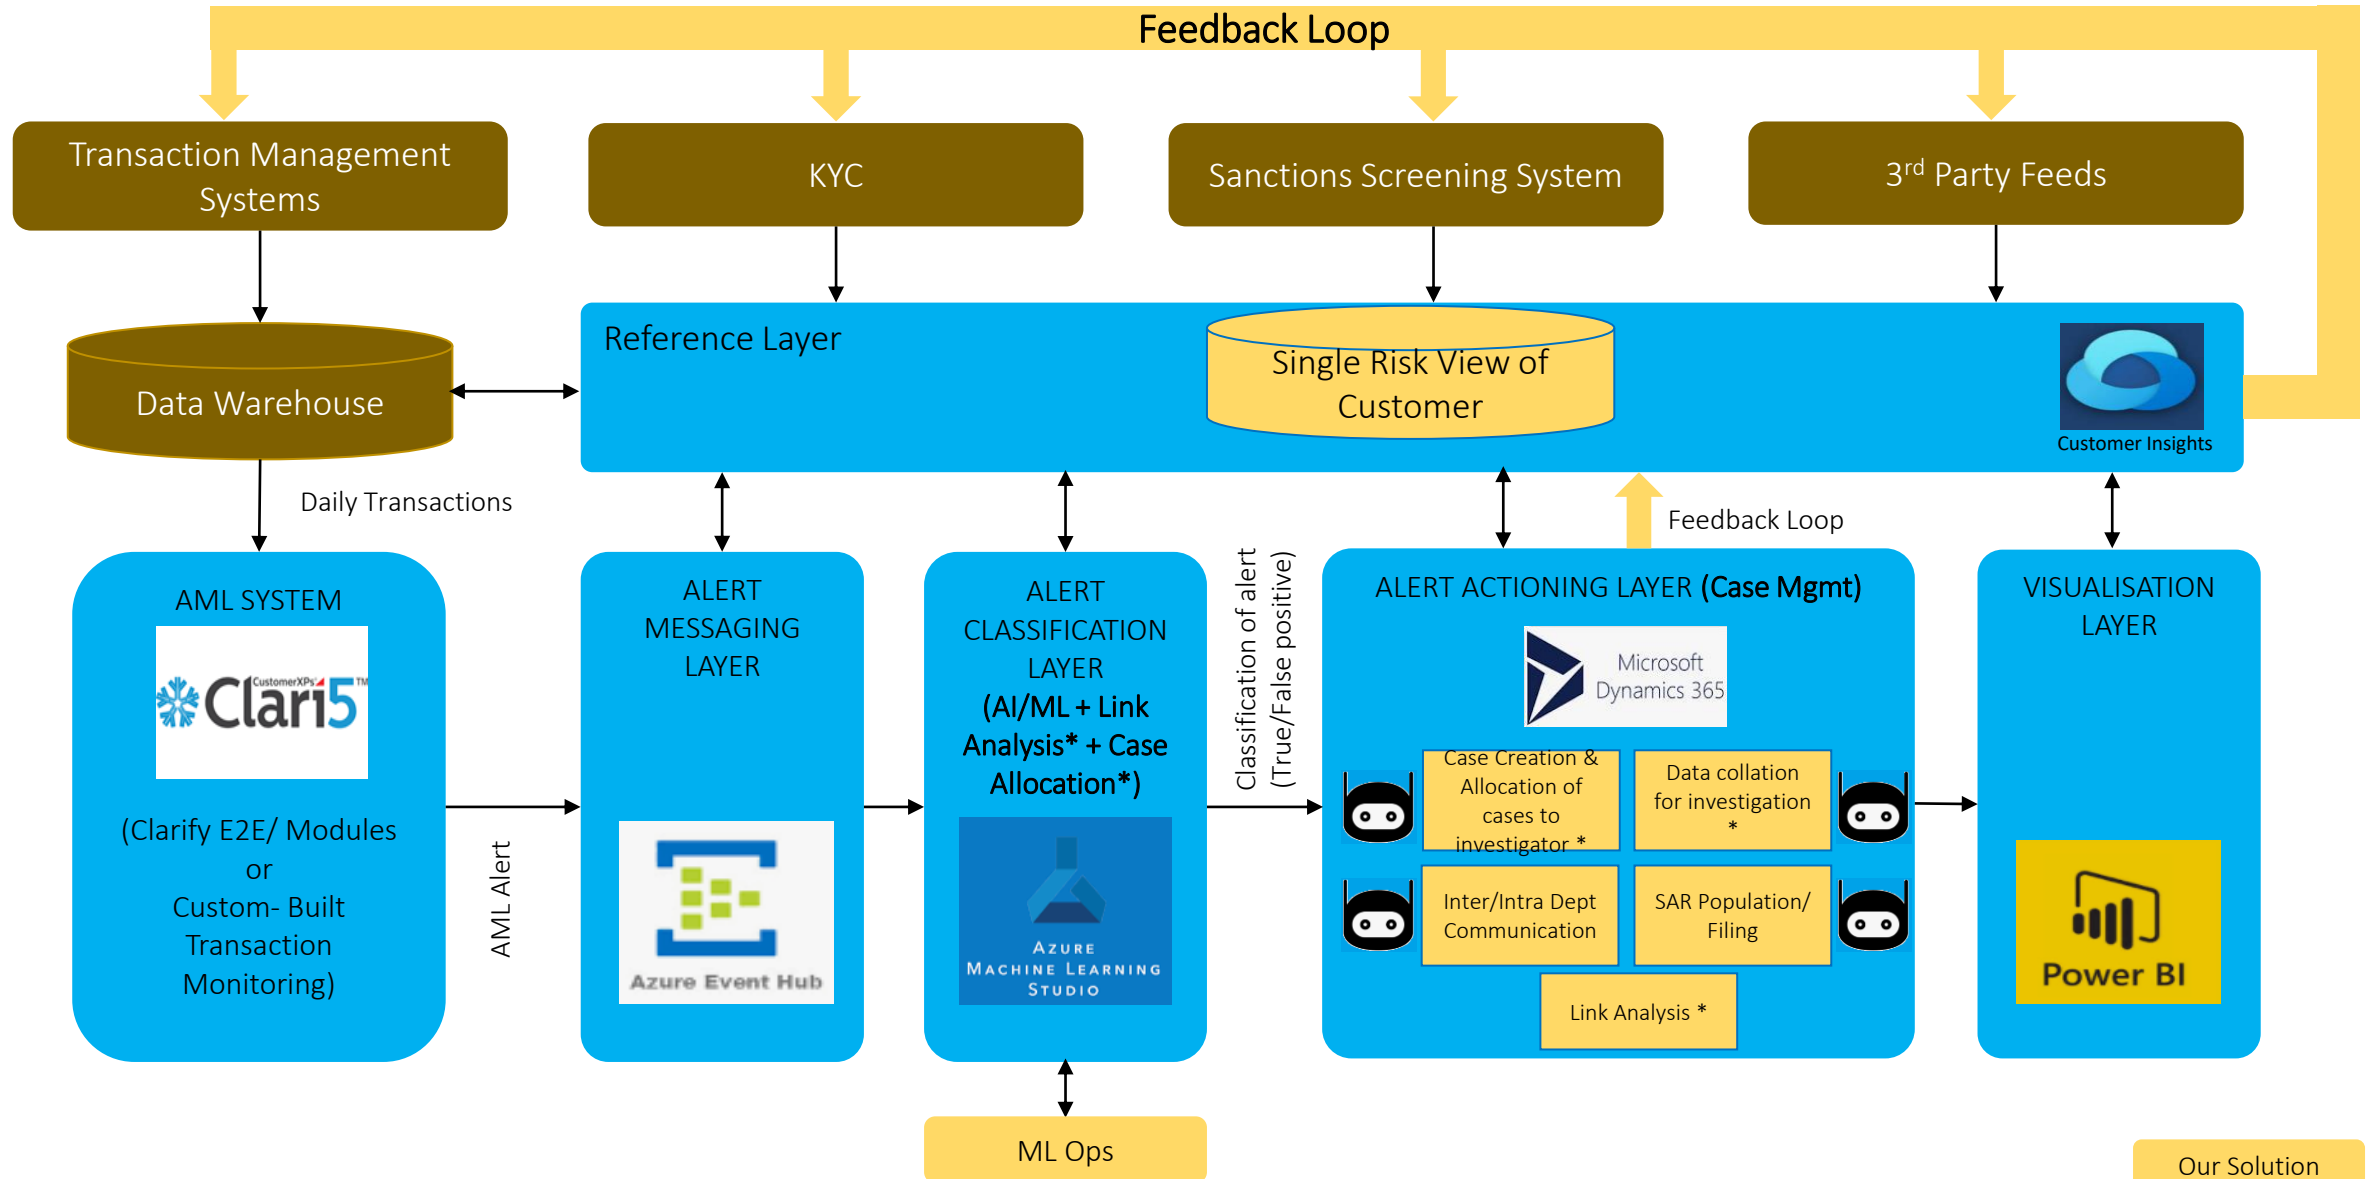 Feedback Loop
Transaction Management
Systems
KYC
Sanctions Screening System
3rd Party Feeds
Reference Layer
Single Risk View of
Customer
Customer Insights
Data Warehouse
Daily Transactions
Feedback Loop
AML SYSTEM
CustomerXPs'
Clari5™
(Clarify E2E/ Modules
or
Custom- Built
Transaction
Monitoring)
AML Alert
ALERT
MESSAGING
LAYER
Azure Event Hub
ALERT
CLASSIFICATION
LAYER
(AI/ML + Link
Analysis* + Case
Allocation*)
AZURE
MACHINE LEARNING
STUDIO
Classification of alert
(True/False positive)
ALERT ACTIONING LAYER (Case Mgmt)
Microsoft
Dynamics 365
Case Creation &
Allocation of
cases to
investigator *
Data collation
for investigation
*
Inter/Intra Dept
Communication
SAR Population/
Filing
Link Analysis *
VISUALISATION
LAYER
Power BI
ML Ops
Our Solution